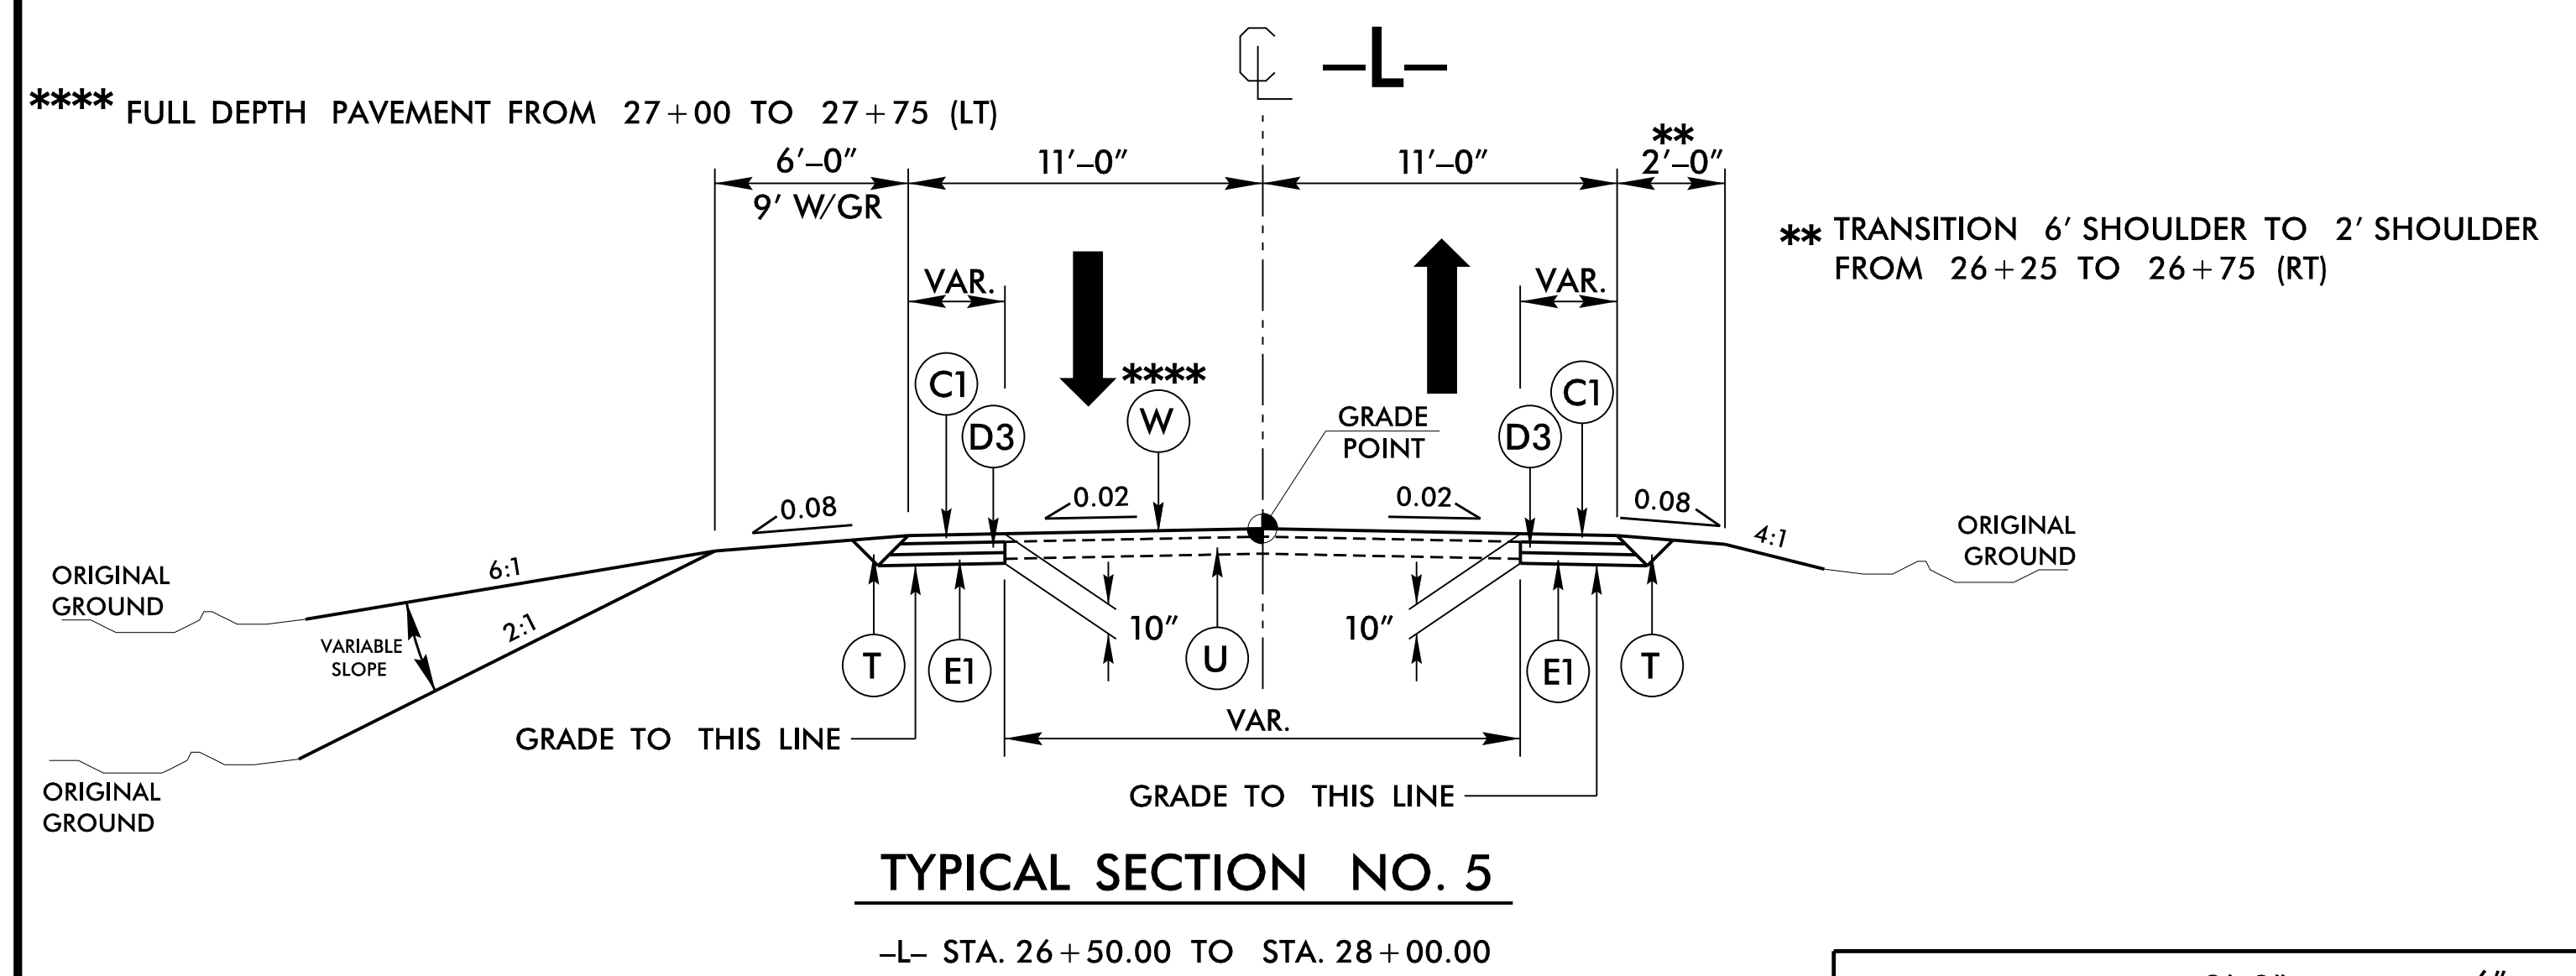 ℄ –L–
**** FULL DEPTH PAVEMENT FROM 27+00 TO 27+75 (LT)
**
6'–0" 11'–0" 11'–0" 2'–0"
9' W/GR
** TRANSITION 6' SHOULDER TO 2' SHOULDER
FROM 26+25 TO 26+75 (RT)
VAR. VAR.
****
C1 C1
W
D3 D3
GRADE
POINT
0.08 0.02 0.02 0.08
4:1
ORIGINAL
GROUND
6:1
ORIGINAL
GROUND
2:1
VARIABLE
SLOPE
10" 10"
T E1 U E1 T
VAR.
GRADE TO THIS LINE
GRADE TO THIS LINE
ORIGINAL
GROUND
TYPICAL SECTION NO. 5
–L– STA. 26+50.00 TO STA. 28+00.00